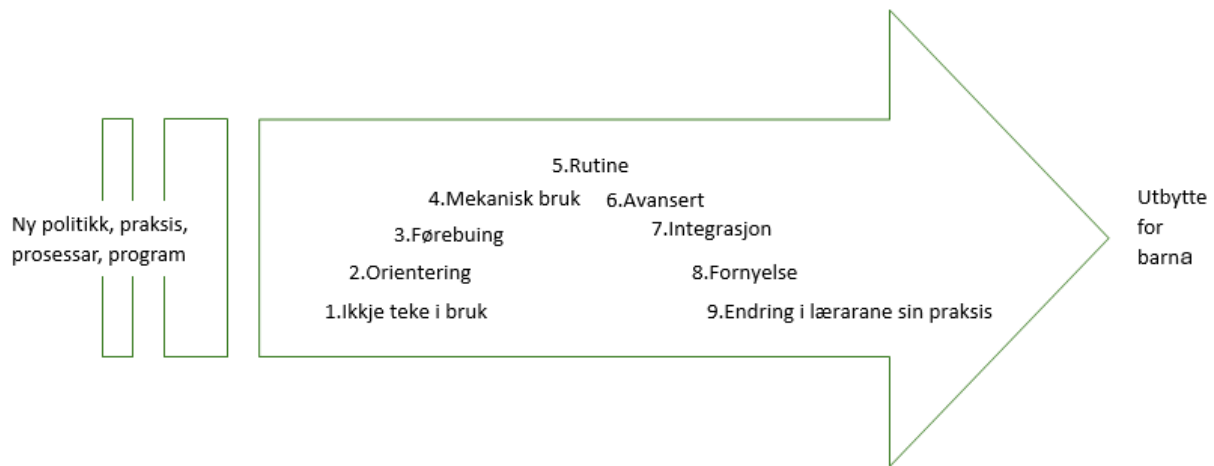 Ny politikk, praksis,
prosessar, program
1.Ikkje teke i bruk
2.Orientering
3.Førebuing
4.Mekanisk bruk
5.Rutine
6.Avansert
7.Integrasjon
8.Fornyelse
9.Endring i lærarane sin praksis
Utbytte
for
barna